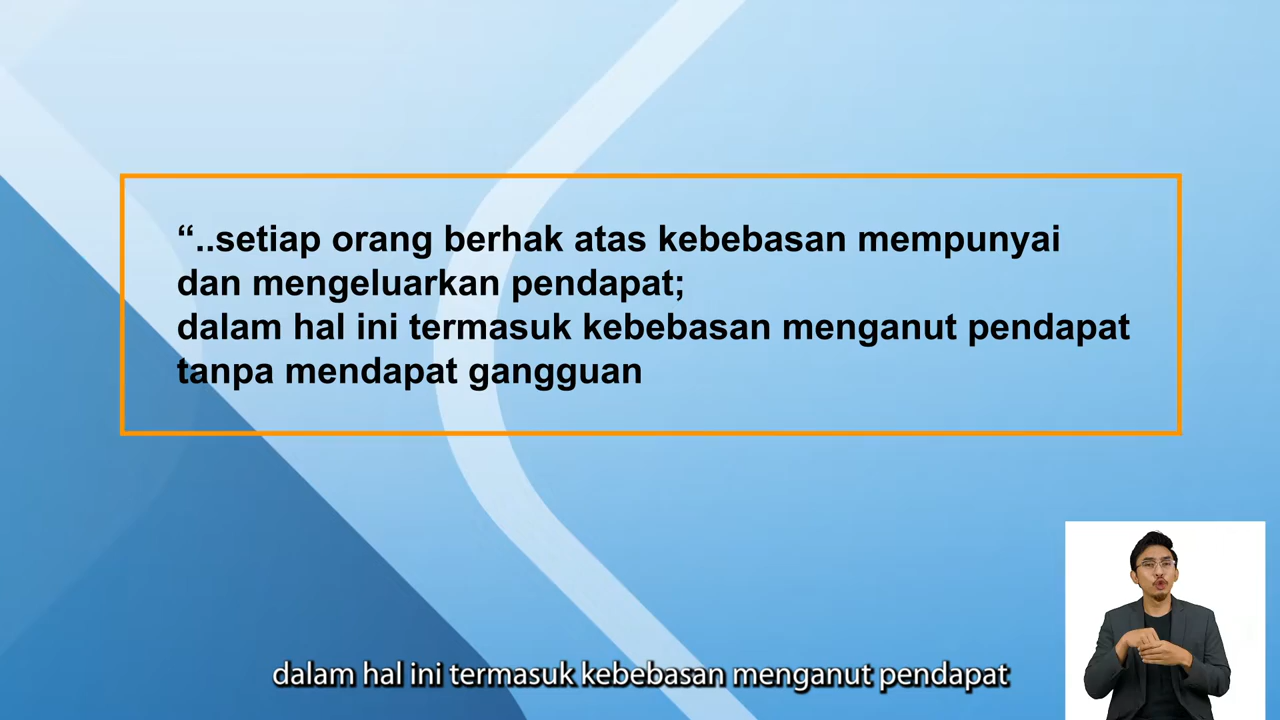 “..setiap orang berhak atas kebebasan mempunyai
dan mengeluarkan pendapat;
dalam hal ini termasuk kebebasan menganut pendapat
tanpa mendapat gangguan
dalam hal ini termasuk kebebasan menganut pendapat